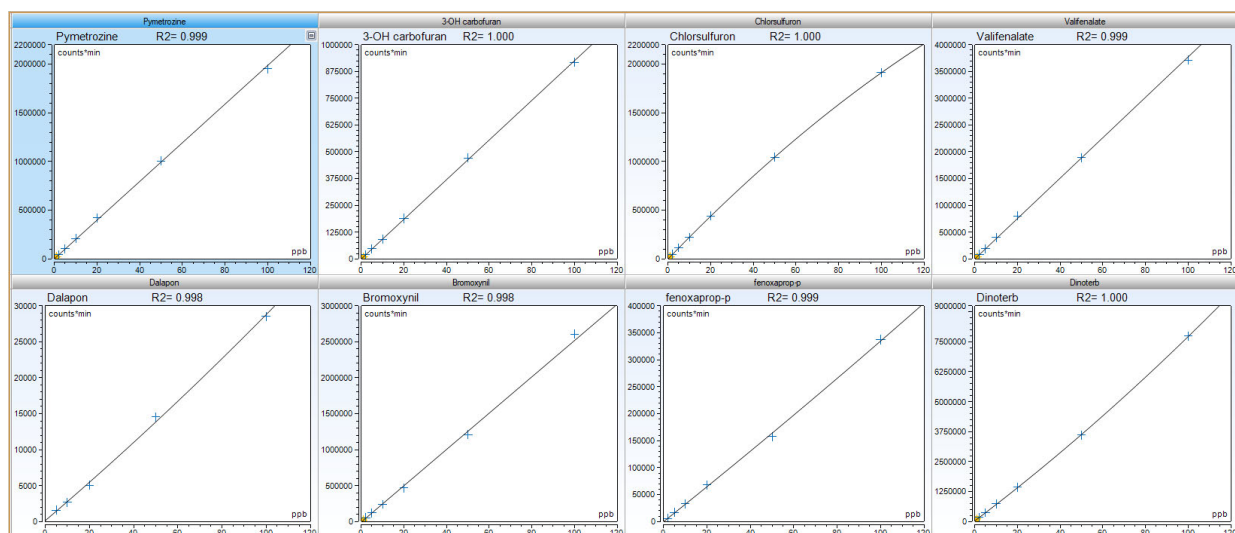 Pymetrozine 3-OH carbofuran Chlorsulfuron Valifenalate
Pymetrozine R2= 0.999
2200000
counts*min
2000000
1500000
1000000
500000
0
ppb
0 20 40 60 80 100 120
3-OH carbofuran R2= 1.000
1000000
counts*min
875000
750000
625000
500000
375000
250000
125000
0
ppb
0 20 40 60 80 100 120
Chlorsulfuron R2= 1.000
2200000
counts*min
2000000
1500000
1000000
500000
0
ppb
0 20 40 60 80 100 120
Valifenalate R2= 0.999
4000000
counts*min
3750000
3000000
2500000
2000000
1500000
1000000
500000
0
ppb
0 20 40 60 80 100 120
Dalapon Bromoxynil fenoxaprop-p Dinoterb
Dalapon R2= 0.998
30000
counts*min
25000
20000
15000
10000
5000
0
ppb
0 20 40 60 80 100 120
Bromoxynil R2= 0.998
3000000
counts*min
2500000
2000000
1500000
1000000
500000
0
ppb
0 20 40 60 80 100 120
fenoxaprop-p R2= 0.999
400000
counts*min
350000
300000
250000
200000
150000
100000
50000
0
ppb
0 20 40 60 80 100 120
Dinoterb R2= 1.000
9000000
counts*min
7500000
6250000
5000000
3750000
2500000
1250000
0
ppb
0 20 40 60 80 100 120